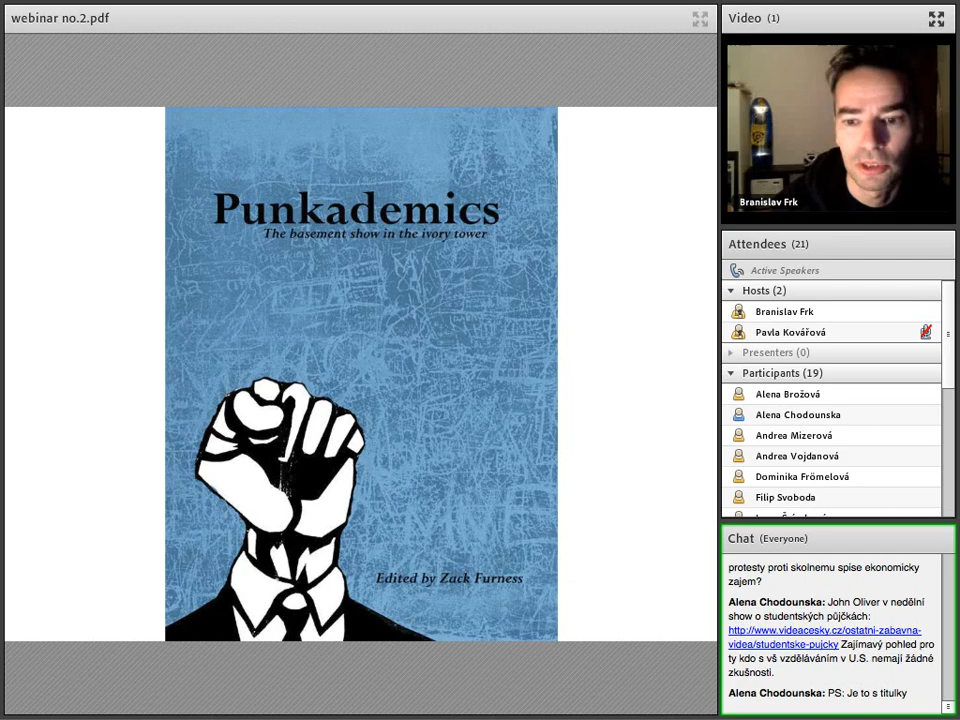 webinar no.2.pdf
Punkademics
The basement show in the ivory tower
Edited by Zack Furness
Video (1)
Branislav Frk
Attendees (21)
Active Speakers
Hosts (2)
Branislav Frk
Pavla Kovářová
Presenters (0)
Participants (19)
Alena Brožová
Alena Chodounska
Andrea Mizerová
Andrea Vojdanová
Dominika Frömelová
Filip Svoboda
Chat (Everyone)
protesty proti skolnemu spise ekonomicky
zajem?
Alena Chodounska: John Oliver v nedělní
show o studentských půjčkách:
http://www.videacesky.cz/ostatni-zabavna-
videa/studentske-pujcky Zajímavý pohled pro
ty kdo s vš vzděláváním v U.S. nemají žádné
zkušnosti.
Alena Chodounska: PS: Je to s titulky